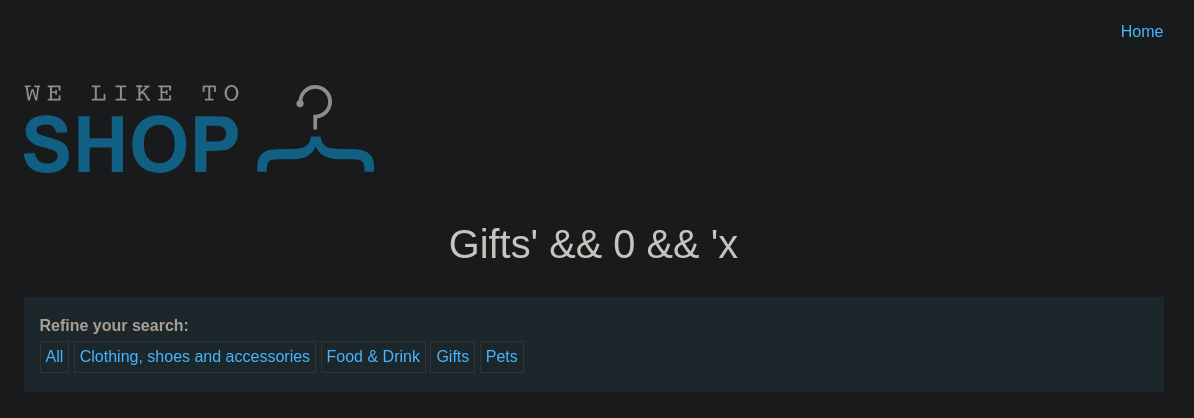 Home
WE LIKE TO
SHOP
Gifts' && 0 && 'x
Refine your search:
All Clothing, shoes and accessories Food & Drink Gifts Pets